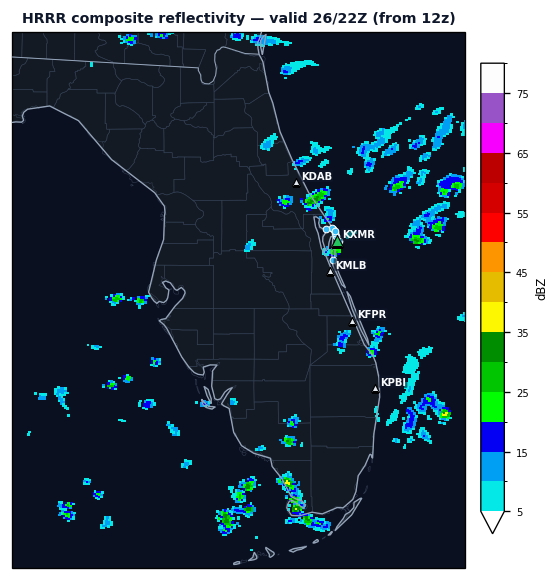 HRRR composite reflectivity — valid 26/22Z (from 12z)
KDAB
KXMR
KMLB
KFPR
KPBI
75
65
55
45
35
25
15
5
dBZ